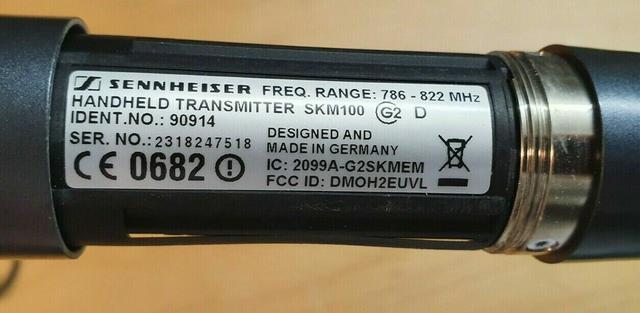 SENNHEISER FREQ. RANGE: 786 - 822 MHz
HANDHELD TRANSMITTER SKM100 G2 D
IDENT.NO.: 90914
SER. NO.: 2318247518
DESIGNED AND
MADE IN GERMANY
CE 0682
IC: 2099A-G2SKMEM
FCC ID: DMOH2EUVL